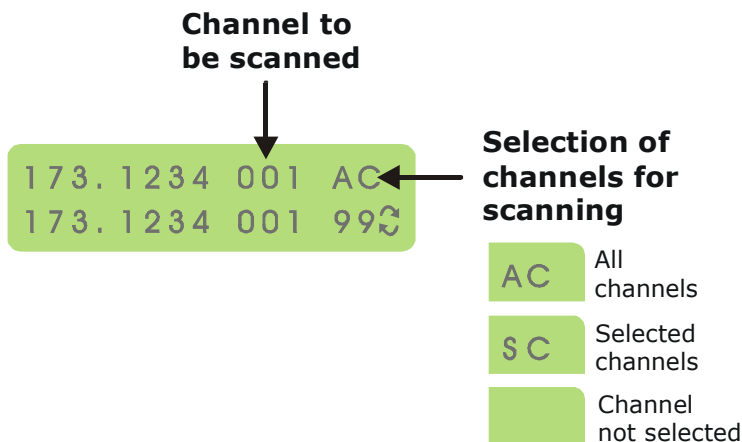 Channel to
be scanned
173.1234 001 AC
173.1234 001 99
Selection of
channels for
scanning
AC
All
channels
SC
Selected
channels
Channel
not selected